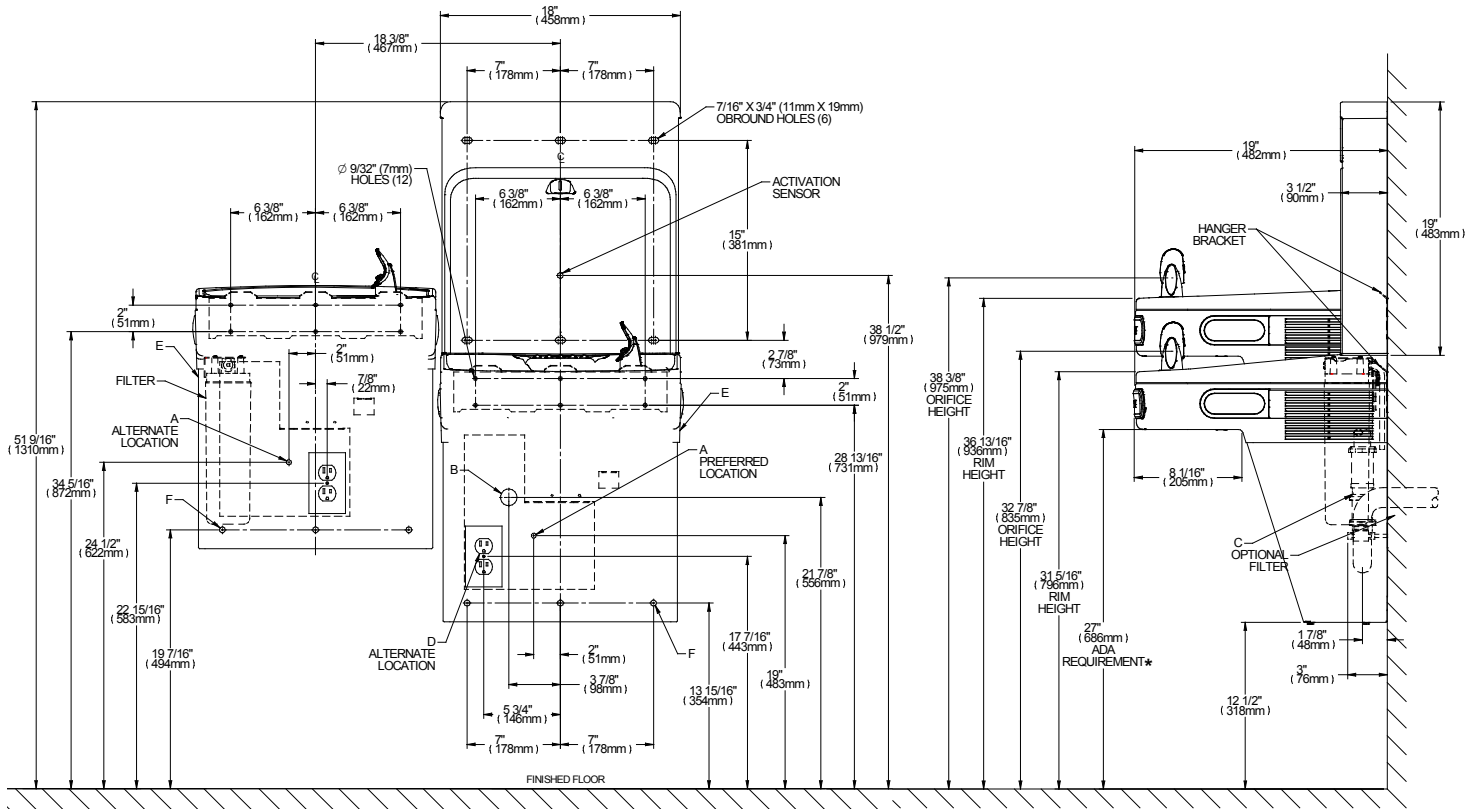 18"
(458mm)
18 3/8"
(467mm)
7"
(178mm)
7"
(178mm)
7/16" X 3/4" (11mm X 19mm)
OBROUND HOLES (6)
Ø 9/32" (7mm)
HOLES (12)
ACTIVATION
SENSOR
6 3/8"
(162mm)
6 3/8"
(162mm)
6 3/8"
(162mm)
6 3/8"
(162mm)
15"
(381mm)
2"
(51mm)
E
FILTER
A
ALTERNATE
LOCATION
2"
(51mm)
7/8"
(22mm)
2 7/8"
(73mm)
2"
(51mm)
E
38 1/2"
(979mm)
51 9/16"
(1310mm)
34 5/16"
(872mm)
24 1/2"
(622mm)
22 15/16"
(583mm)
19 7/16"
(494mm)
F
B
A
PREFERRED
LOCATION
28 13/16"
(731mm)
21 7/8"
(556mm)
D
ALTERNATE
LOCATION
F
2"
(51mm)
3 7/8"
(98mm)
5 3/4"
(146mm)
7"
(178mm)
7"
(178mm)
17 7/16"
(443mm)
19"
(483mm)
13 15/16"
(354mm)
FINISHED FLOOR
19"
(482mm)
3 1/2"
(90mm)
HANGER
BRACKET
19"
(483mm)
38 3/8"
(975mm)
ORIFICE
HEIGHT
36 13/16"
(936mm)
RIM
HEIGHT
32 7/8"
(835mm)
ORIFICE
HEIGHT
31 5/16"
(796mm)
RIM
HEIGHT
27"
(686mm)
ADA
REQUIREMENT*
8 1/16"
(205mm)
C
OPTIONAL
FILTER
1 7/8"
(48mm)
3"
(76mm)
12 1/2"
(318mm)